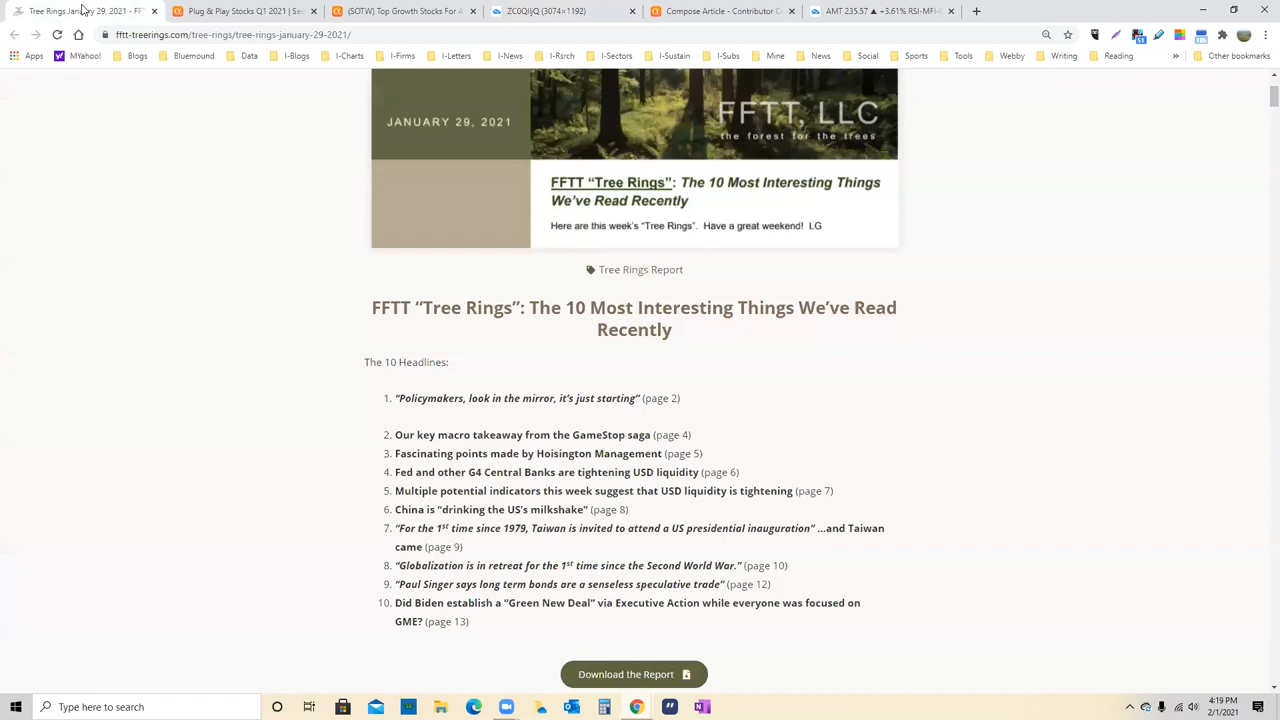 Tree Rings January 29, 2021 - FF
Plug & Play Stocks Q1 2021 | See
(SOTW) Top Growth Stocks For A
ZC0QIJQ (3074×1192)
(8) Supreme Report Corner
AMT 235.57 ▲ +3.61% RSI-MFI-
fftt-treerings.com/tree-rings/tree-rings-january-29-2021/
Apps MYahoo! Blogs Bluemound Data I-Blogs I-Charts I-Firms I-Letters I-News I-Rsrch I-Sectors I-Sustain I-Subs Mine News Social Sports Tools Webby Writing Reading » Other bookmarks
JANUARY 29, 2021
FFTT, LLC
the forest for the trees
FFTT “Tree Rings”: The 10 Most Interesting Things
We’ve Read Recently
Here are this week’s “Tree Rings”. Have a great weekend! LG
Tree Rings Report
FFTT “Tree Rings”: The 10 Most Interesting Things We’ve Read
Recently
The 10 Headlines:
1. “Policymakers, look in the mirror, it’s just starting” (page 2)
2. Our key macro takeaway from the GameStop saga (page 4)
3. Fascinating points made by Hoisington Management (page 5)
4. Fed and other G4 Central Banks are tightening USD liquidity (page 6)
5. Multiple potential indicators this week suggest that USD liquidity is tightening (page 7)
6. China is “drinking the US’s milkshake” (page 8)
7. “For the 1st time since 1979, Taiwan is invited to attend a US presidential inauguration” ...and Taiwan
came (page 9)
8. “Globalization is in retreat for the 1st time since the Second World War.” (page 10)
9. “Paul Singer says long term bonds are a senseless speculative trade” (page 12)
10. Did Biden establish a “Green New Deal” via Executive Action while everyone was focused on
GME? (page 13)
Download the Report
Type here to search
4:19 PM
2/1/2021